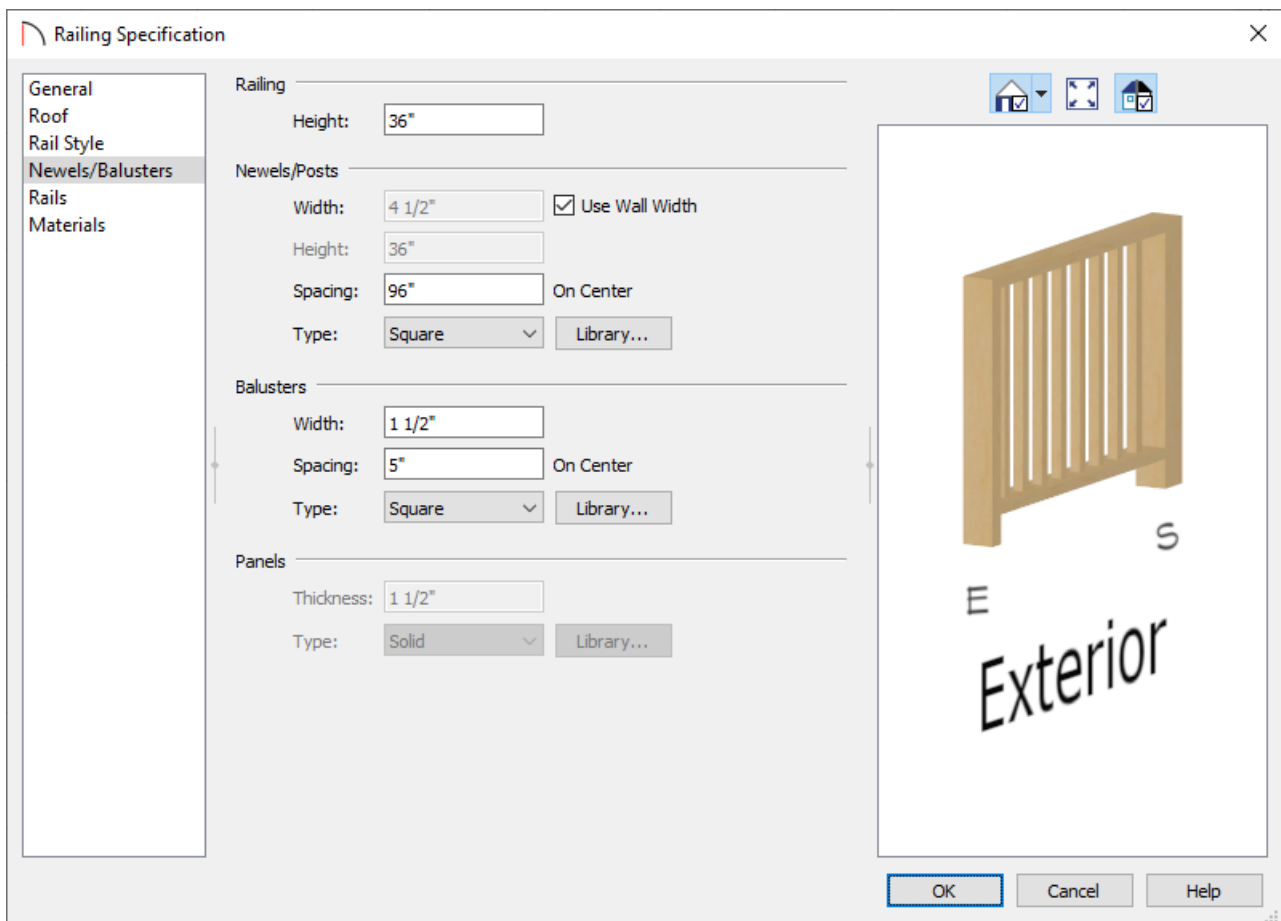 Railing Specification
General
Roof
Rail Style
Newels/Balusters
Rails
Materials
Railing
Height: 36"
Newels/Posts
Width: 4 1/2" Use Wall Width
Height: 36"
Spacing: 96" On Center
Type: Square Library...
Balusters
Width: 1 1/2"
Spacing: 5" On Center
Type: Square Library...
Panels
Thickness: 1 1/2"
Type: Solid Library...
S
E
Exterior
OK Cancel Help